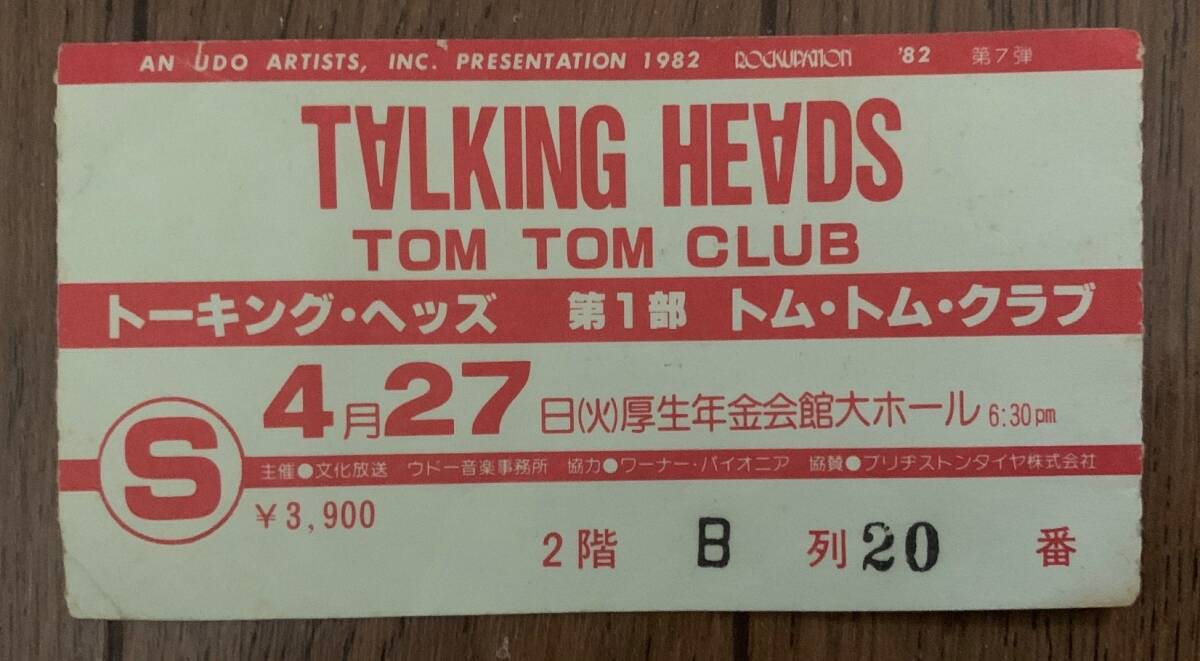 AN UDO ARTISTS, INC. PRESENTATION 1982 ROCKUPATION '82 第7弾
TALKING HEADS
TOM TOM CLUB
トーキング・ヘッズ 第1部 トム・トム・クラブ
4月27日(火)厚生年金会館大ホール 6:30pm
S
主催●文化放送 ウドー音楽事務所 協力●ワーナー・パイオニア 協賛●ブリヂストンタイヤ株式会社
¥3,900
2階 B 列20 番